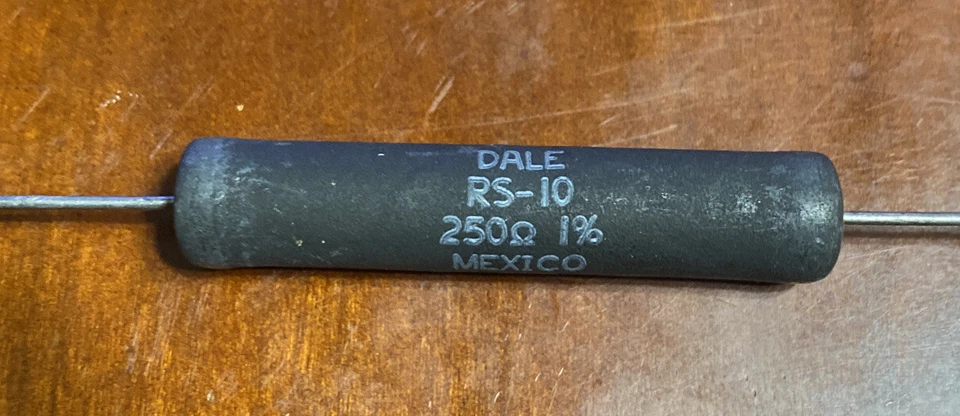 DALE
RS-10
250Ω 1%
MEXICO